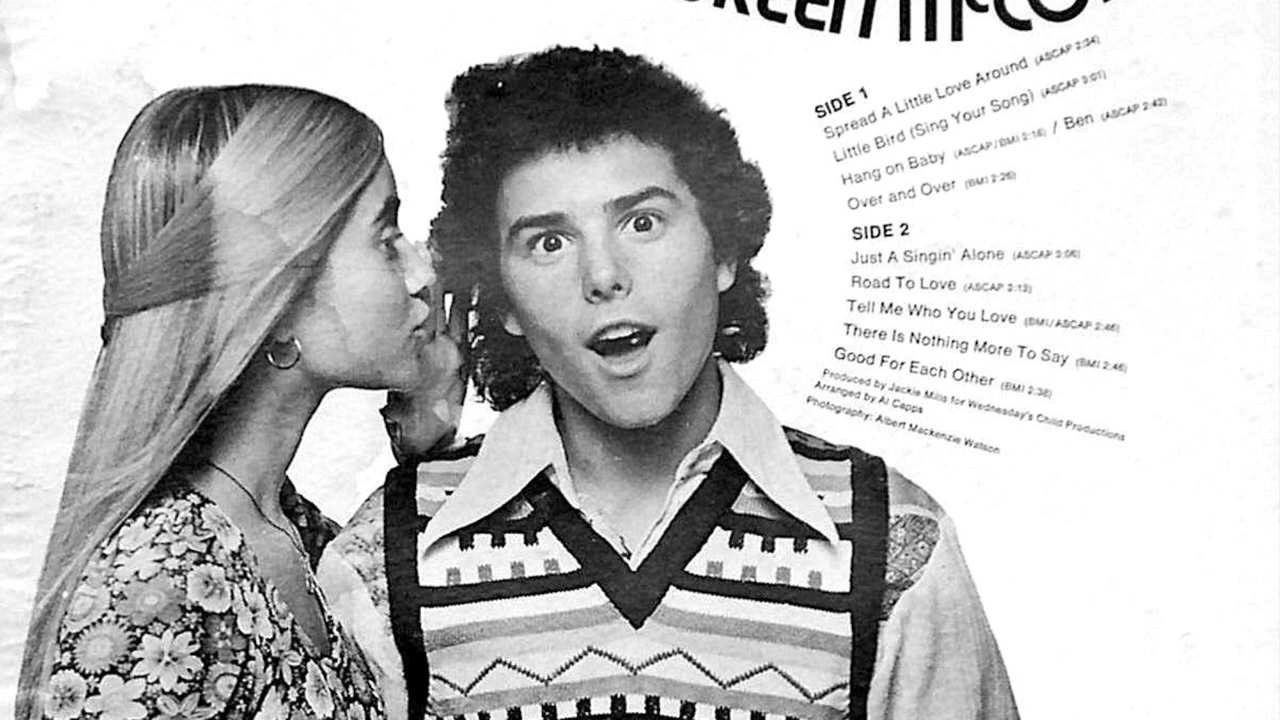 SIDE 1
Spread A Little Love Around (ASCAP 2:34)
Little Bird (Sing Your Song) (ASCAP 3:01)
Hang on Baby (ASCAP/BMI 2:16) / Ben (ASCAP 2:42)
Over and Over (BMI 2:26)
SIDE 2
Just A Singin' Alone (ASCAP 3:06)
Road To Love (ASCAP 3:13)
Tell Me Who You Love (BMI/ASCAP 2:46)
There Is Nothing More To Say (BMI 2:46)
Good For Each Other (BMI 2:38)
Produced by Jackie Mills for Wednesday's Child Productions
Arranged by Al Capps
Photography: Albert Mackenzie Watson